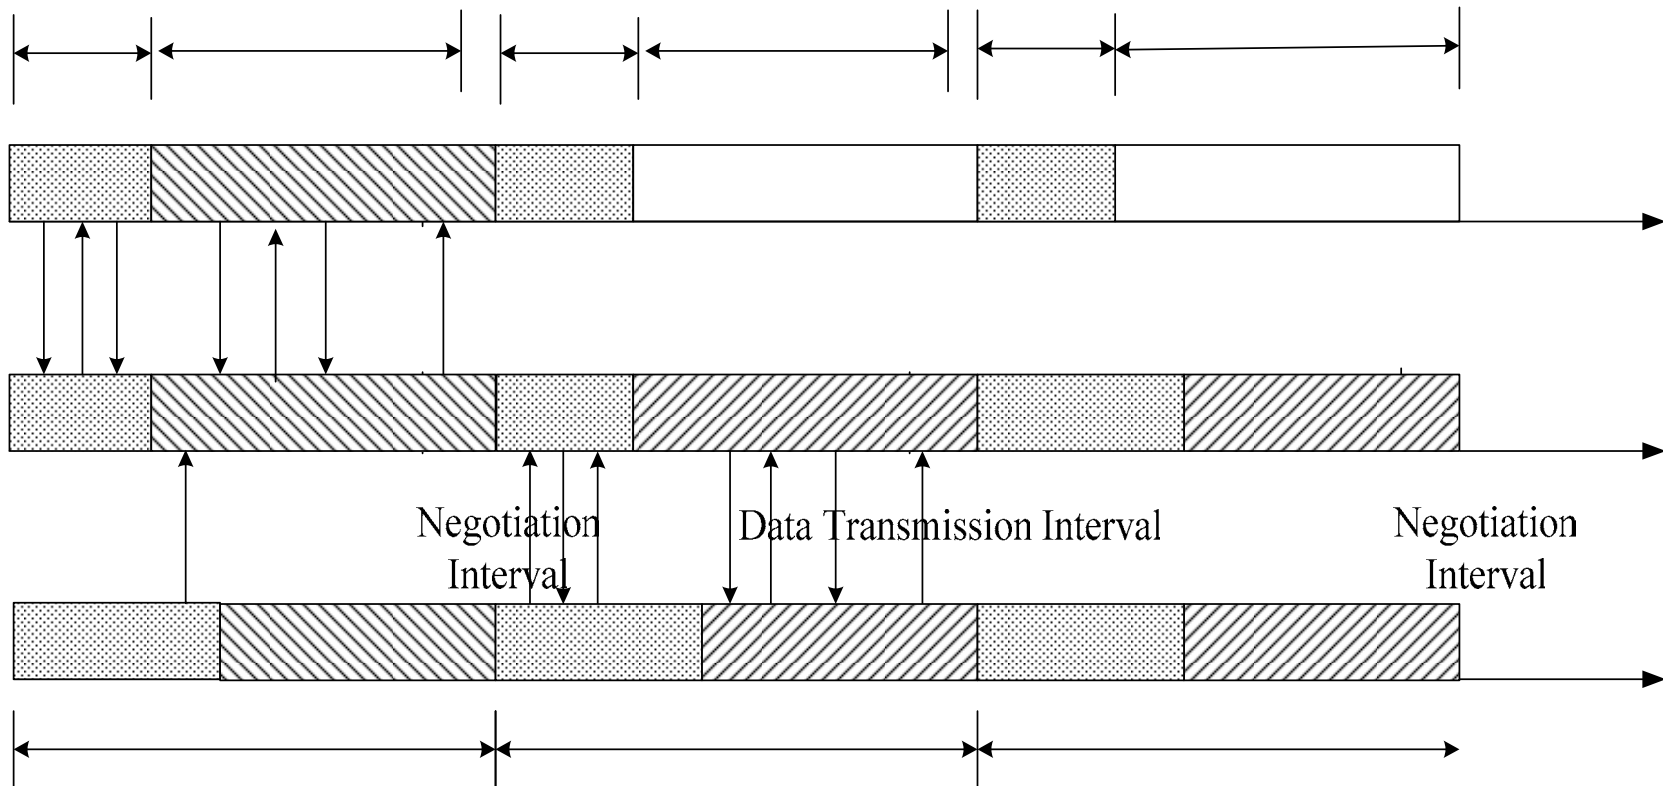 Negotiation
Interval
Data Transmission Interval
Negotiation
Interval